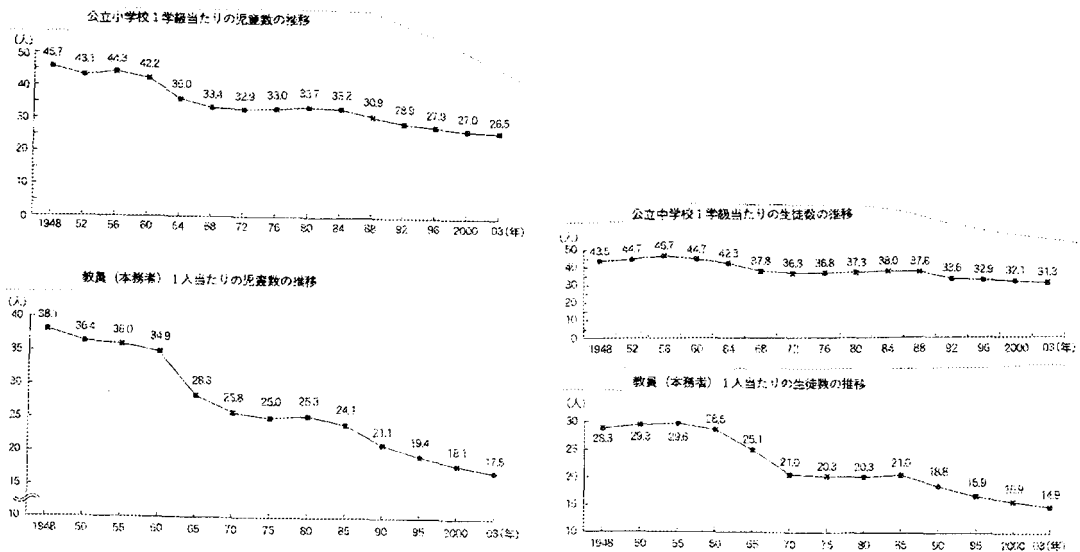 公立小学校1学級当たりの児童数の推移
(人)
50
45.7 43.1 44.3 42.2 33.4 32.9 33.0 33.7 33.2 30.9 28.9 27.9 27.0 26.5
40
30
20
10
0
1948 52 56 60 64 68 72 76 80 84 88 92 96 2000 03(年)
教員(本務者)1人当たりの児童数の推移
(人)
40
36.4 36.0 34.9 28.3 25.8 25.0 25.3 24.1 21.1 19.4 18.1 17.5
35
30
25
20
15
10
1948 50 55 60 65 70 75 80 85 90 95 2000 03(年)
公立中学校1学級当たりの生徒数の推移
(人)
50
43.5 44.7 44.7 42.3 37.8 36.3 36.8 37.3 38.0 37.6 32.9 32.1 31.3
40
30
20
10
0
1948 52 56 60 64 68 72 76 80 84 88 92 96 2000 03(年)
教員(本務者)1人当たりの生徒数の推移
(人)
30
28.3 29.3 29.6 28.5 25.1 21.0 20.3 20.3 18.8 14.9
25
20
15
10
1948 50 55 60 65 70 75 80 85 90 95 2000 03(年)